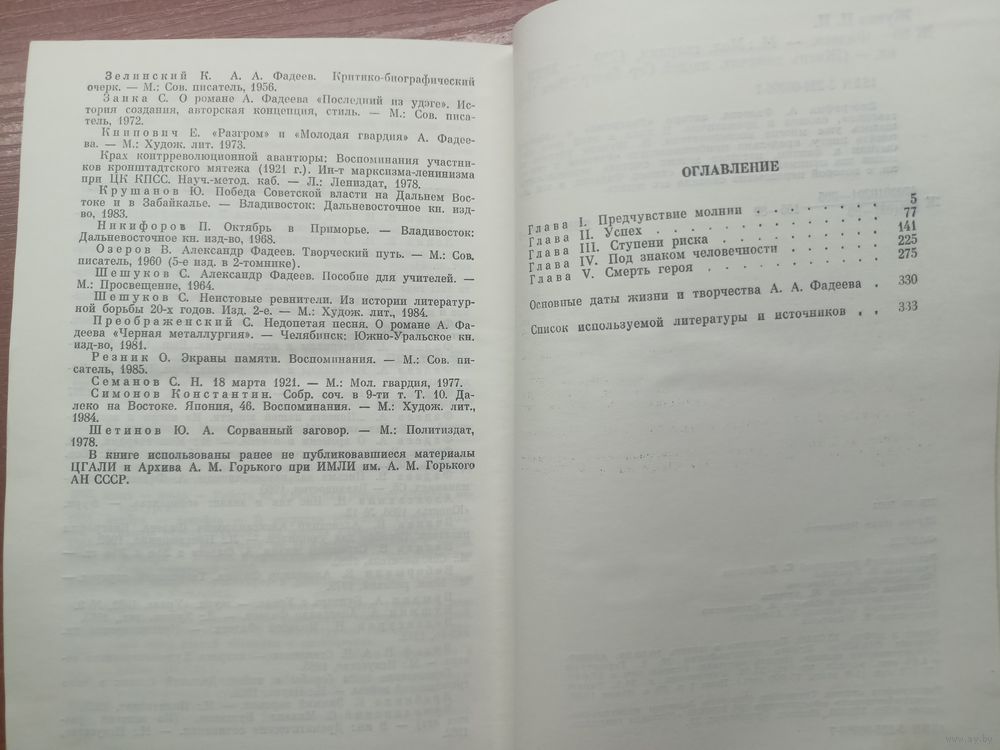 Зелинский К. А. А. Фадеев. Критико-биографический
очерк. — М.: Сов. писатель, 1956.
Заика С. О романе А. Фадеева «Последний из удэге». Ис-
тория создания, авторская концепция, стиль. — М.: Сов. писа-
тель, 1972.
Книпович Е. «Разгром» и «Молодая гвардия» А. Фадее-
ва. — М.: Худож. лит. 1973.
Крах контрреволюционной авантюры: Воспоминания участни-
ков кронштадтского мятежа (1921 г.). Ин-т марксизма-ленинизма
при ЦК КПСС. Науч.-метод. каб. — Л.: Лениздат, 1978.
Крушанов Ю. Победа Советской власти на Дальнем Вос-
токе и в Забайкалье. — Владивосток: Дальневосточное кн. изд-
во, 1983.
Никифоров П. Октябрь в Приморье. — Владивосток:
Дальневосточное кн. изд-во, 1968.
Озеров В. Александр Фадеев. Творческий путь. — М.: Сов.
писатель, 1960 (5-е изд. в 2-томнике).
Шешуков С. Александр Фадеев. Пособие для учителей. —
М.: Просвещение, 1964.
Шешуков С. Неистовые ревнители. Из истории литератур-
ной борьбы 20-х годов. Изд. 2-е. — М.: Худож. лит., 1984.
Преображенский С. Недопетая песня. О романе А. Фа-
деева «Черная металлургия». — Челябинск: Южно-Уральское кн.
изд-во, 1981.
Резник О. Экраны памяти. Воспоминания. — М.: Сов. пи-
сатель, 1985.
Семанов С. Н. 18 марта 1921. — М.: Мол. гвардия, 1977.
Симонов Константин. Собр. соч. в 9-ти т. Т. 10. Да-
леко на Востоке. Япония, 46. Воспоминания. — М.: Худож. лит.,
1984.
Шетинов Ю. А. Сорванный заговор. — М.: Политиздат,
1978.
В книге использованы ранее не публиковавшиеся материалы
ЦГАЛИ и Архива А. М. Горького при ИМЛИ им. А. М. Горького
АН СССР.
ОГЛАВЛЕНИЕ
Глава I. Предчувствие молнии . . . . . . . . 5
Глава II. Успех . . . . . . . . . . . . 77
Глава III. Ступени риска . . . . . . . . . 141
Глава IV. Под знаком человечности . . . . . . 225
Глава V. Смерть героя . . . . . . . . . 275
Основные даты жизни и творчества А. А. Фадеева . 330
Список используемой литературы и источников . . 333
www.av.by